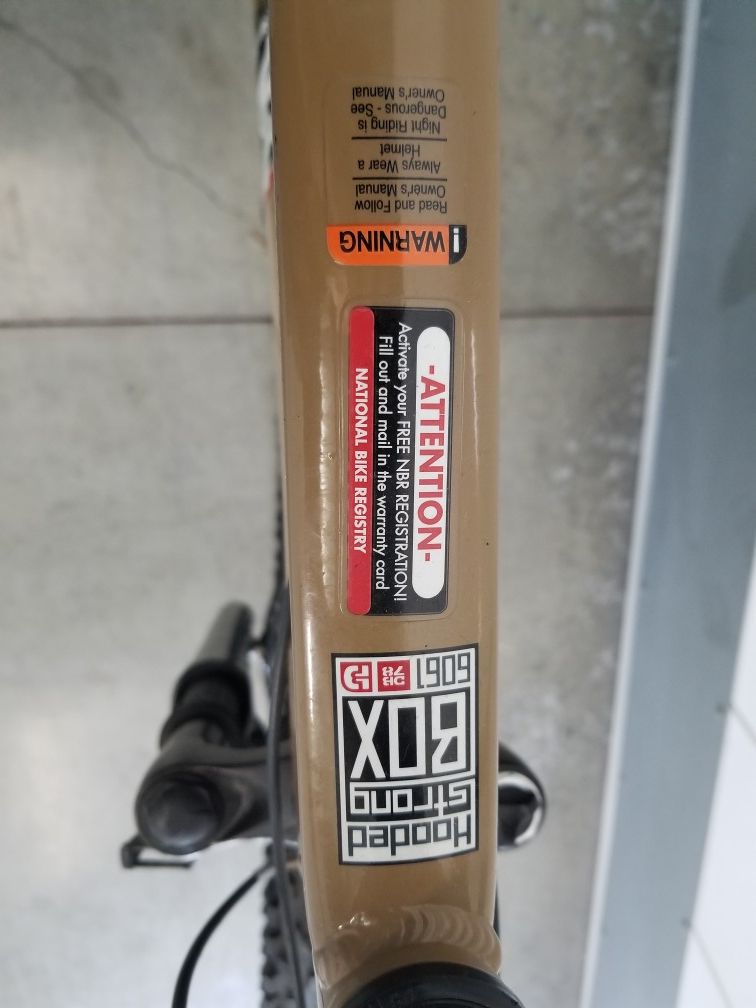 WARNING
Read and Follow
Owner's Manual
Always Wear a
Helmet
Night Riding is
Dangerous - See
Owner's Manual
-ATTENTION-
Activate your FREE NBR REGISTRATION!
Fill out and mail in the warranty card
NATIONAL BIKE REGISTRY
Hooded
strong
BOX
6061